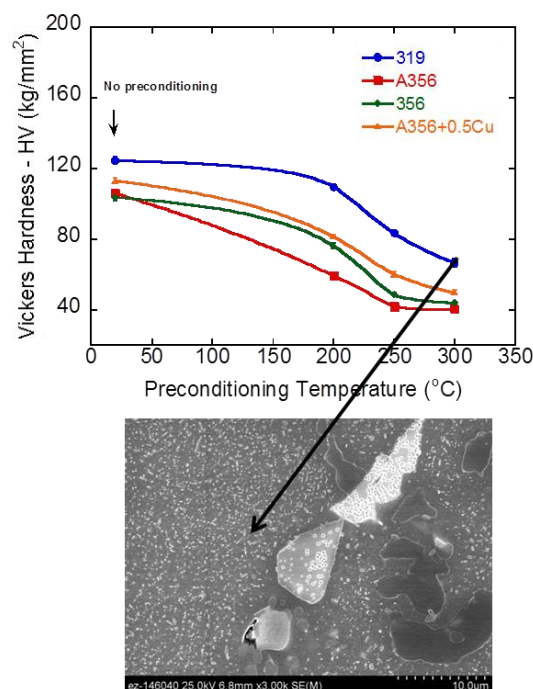 200
160
120
80
40
Vickers Hardness - HV (kg/mm²)
No preconditioning
319
A356
356
A356+0.5Cu
0 50 100 150 200 250 300 350
Preconditioning Temperature (°C)
ez-146040 25.0kV 6.8mm x3.00k SE(M) 10.0um